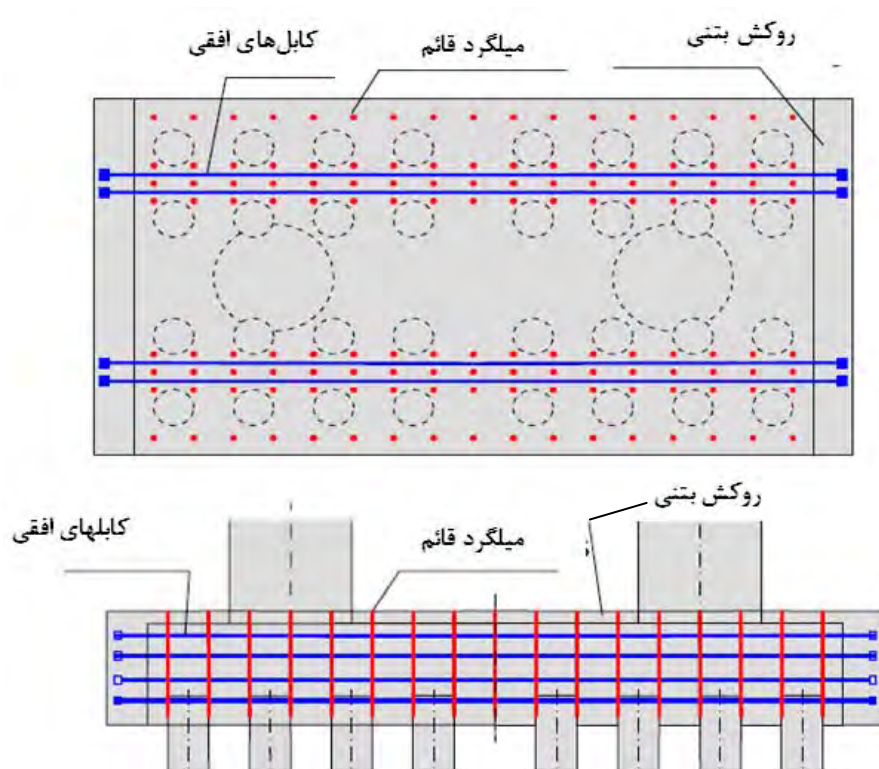 روکش بتنی
میلگرد قائم
کابل‌های افقی
روکش بتنی
میلگرد قائم
کابلهای افقی